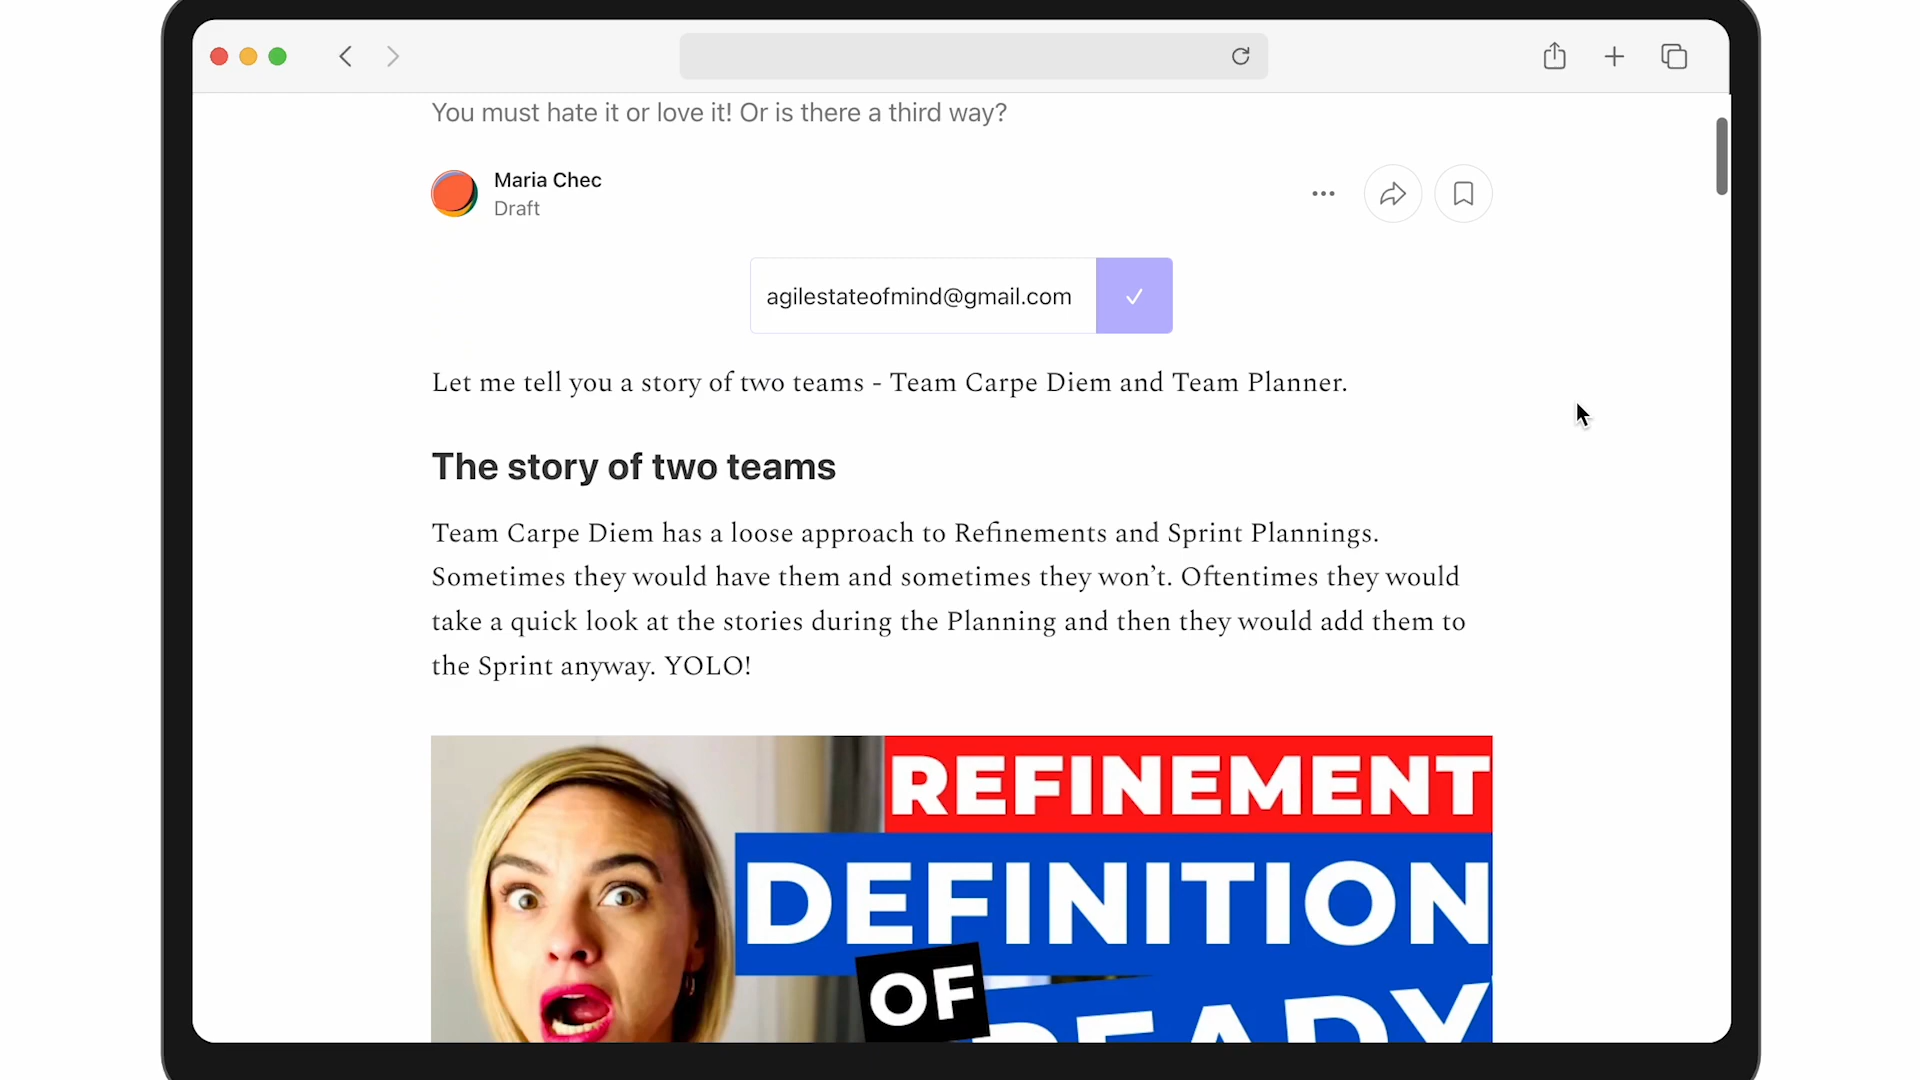 You must hate it or love it! Or is there a third way?
Maria Chec
Draft
agilestateofmind@gmail.com
Let me tell you a story of two teams - Team Carpe Diem and Team Planner.
The story of two teams
Team Carpe Diem has a loose approach to Refinements and Sprint Plannings.
Sometimes they would have them and sometimes they won’t. Oftentimes they would
take a quick look at the stories during the Planning and then they would add them to
the Sprint anyway. YOLO!
REFINEMENT
DEFINITION
OF
READY